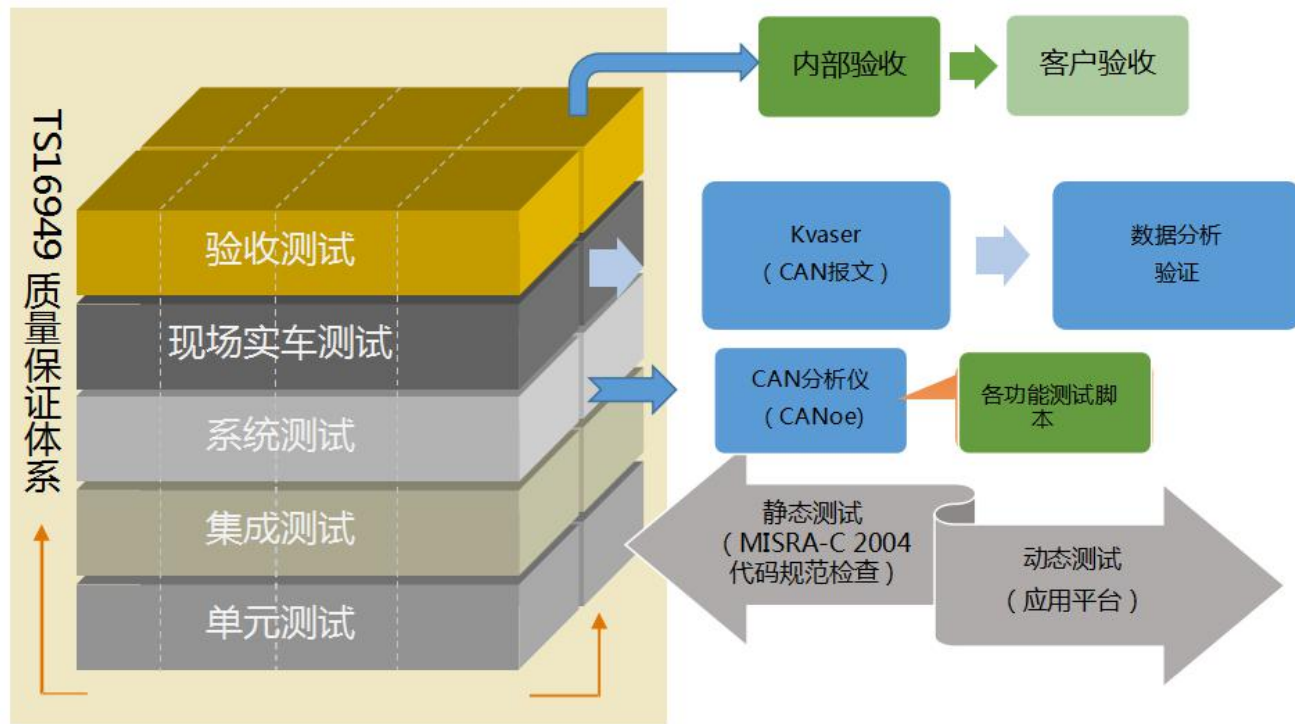 TS16949 质量保证体系
验收测试
现场实车测试
系统测试
集成测试
单元测试
内部验收
客户验收
Kvaser
（CAN报文）
数据分析
验证
CAN分析仪
（CANoe)
各功能测试脚
本
静态测试
（MISRA-C 2004
代码规范检查）
动态测试
（应用平台）